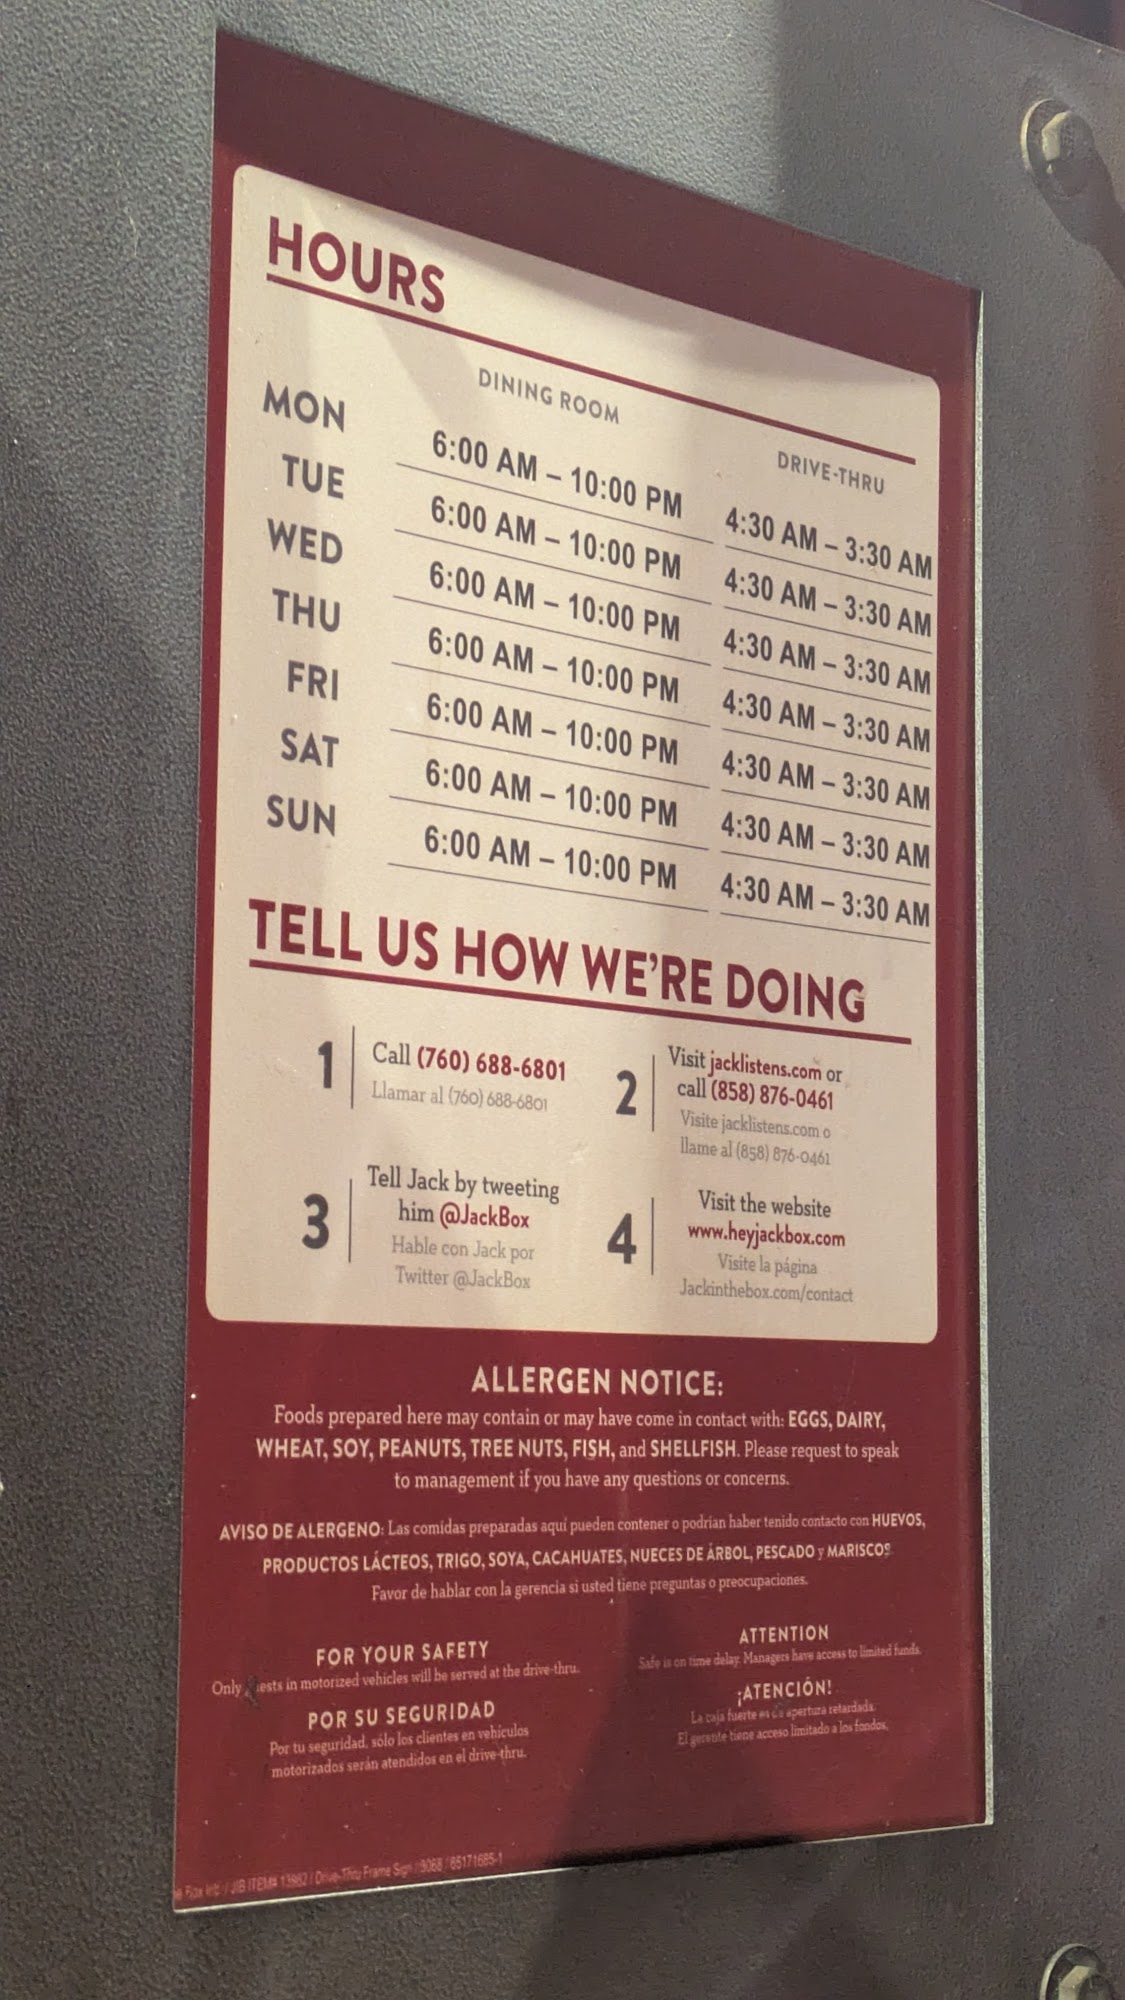 HOURS
DINING ROOM DRIVE-THRU
MON 6:00 AM – 10:00 PM 4:30 AM – 3:30 AM
TUE 6:00 AM – 10:00 PM 4:30 AM – 3:30 AM
WED 6:00 AM – 10:00 PM 4:30 AM – 3:30 AM
THU 6:00 AM – 10:00 PM 4:30 AM – 3:30 AM
FRI 6:00 AM – 10:00 PM 4:30 AM – 3:30 AM
SAT 6:00 AM – 10:00 PM 4:30 AM – 3:30 AM
SUN 6:00 AM – 10:00 PM 4:30 AM – 3:30 AM
TELL US HOW WE'RE DOING
1
Call (760) 688-6801
Llamar al (760) 688-6801
2
Visit jacklistens.com or
call (858) 876-0461
Visite jacklistens.com o
llame al (858) 876-0461
3
Tell Jack by tweeting
him @JackBox
Hable con Jack por
Twitter @JackBox
4
Visit the website
www.heyjackbox.com
Visite la página
Jackinthebox.com/contact
ALLERGEN NOTICE:
Foods prepared here may contain or may have come in contact with: EGGS, DAIRY,
WHEAT, SOY, PEANUTS, TREE NUTS, FISH, and SHELLFISH. Please request to speak
to management if you have any questions or concerns.
AVISO DE ALERGENO: Las comidas preparadas aquí pueden contener o podrían haber tenido contacto con HUEVOS,
PRODUCTOS LÁCTEOS, TRIGO, SOYA, CACAHUATES, NUECES DE ÁRBOL, PESCADO y MARISCOS
Favor de hablar con la gerencia si usted tiene preguntas o preocupaciones.
FOR YOUR SAFETY
Only in motorized vehicles will be served at the drive-thru.
POR SU SEGURIDAD
Por tu seguridad, sólo los clientes en vehículos
motorizados serán atendidos en el drive-thru.
ATTENTION
Safe is on time delay. Managers have access to limited funds.
¡ATENCIÓN!
La caja fuerte es de apertura retardada.
El gerente tiene acceso limitado a los fondos.
/ JIB ITEM# 13962 / Drive-Thru Frame Sign / 3068 / 65171665-1